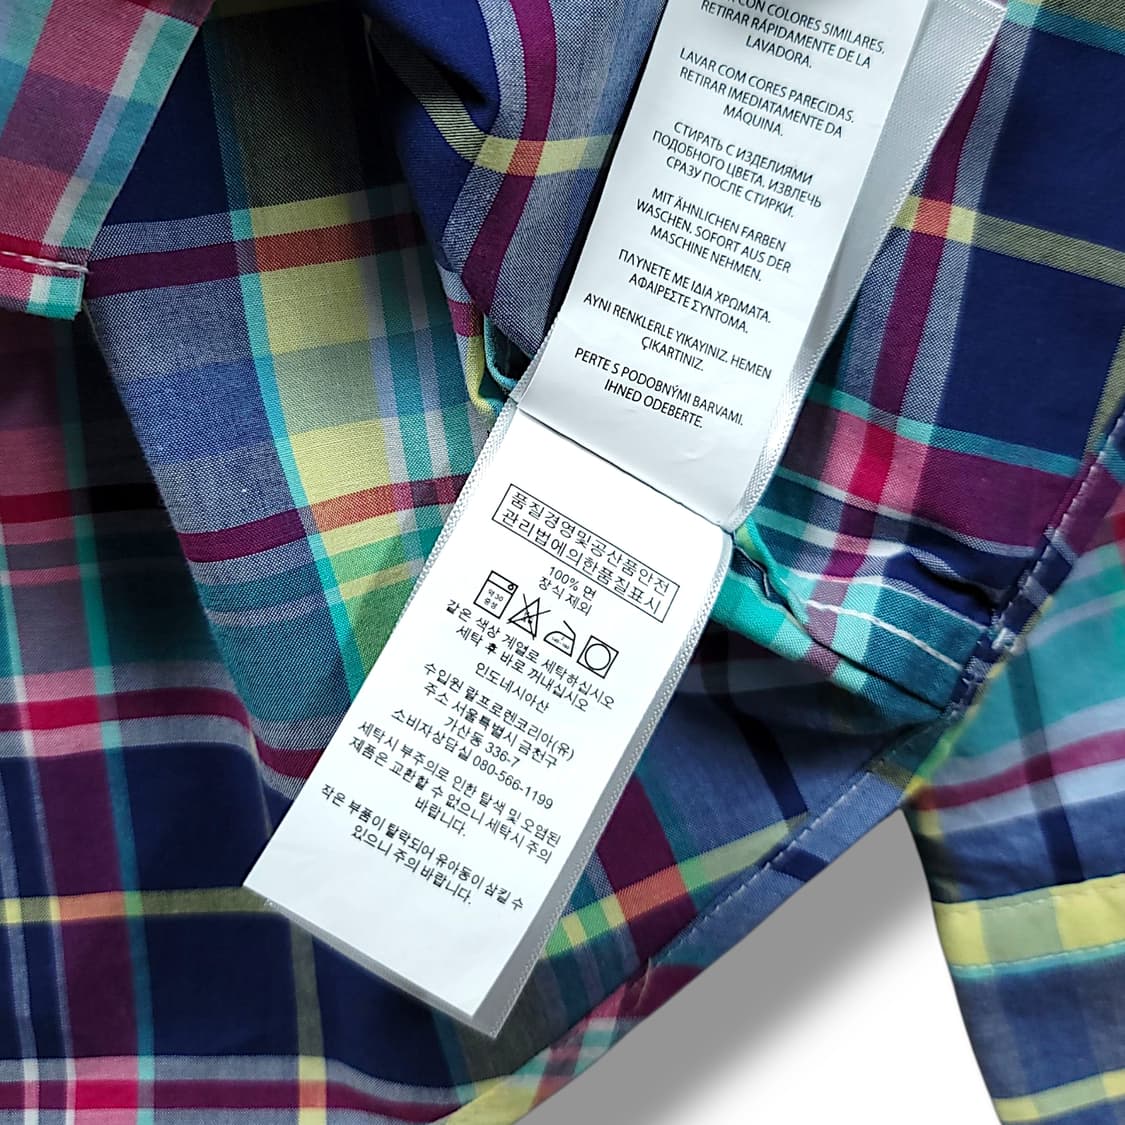 CON COLORES SIMILARES,
RETIRAR RÁPIDAMENTE DE LA
LAVADORA.
LAVAR COM CORES PARECIDAS.
RETIRAR IMEDIATAMENTE DA
MÁQUINA.
СТИРАТЬ С ИЗДЕЛИЯМИ
ПОДОБНОГО ЦВЕТА. ИЗВЛЕЧЬ
СРАЗУ ПОСЛЕ СТИРКИ.
MIT ÄHNLICHEN FARBEN
WASCHEN. SOFORT AUS DER
MASCHINE NEHMEN.
ΠΛΥΝΕΤΕ ΜΕ ΙΔΙΑ ΧΡΩΜΑΤΑ.
ΑΦΑΙΡΕΣΤΕ ΣΥΝΤΟΜΑ.
AYNI RENKLERLE YIKAYINIZ. HEMEN
ÇIKARTINIZ.
PERTE S PODOBNÝMI BARVAMI.
IHNED ODEBERTE.
품질경영및공산품안전
관리법에의한품질표시
100% 면
장식 제외
약30
중성
같은 색상 계열로 세탁하십시오
세탁 후 바로 꺼내십시오
인도네시아산
수입원 랄프로렌코리아(유)
주소 서울특별시 금천구
가산동 336-7
소비자상담실 080-566-1199
세탁시 부주의로 인한 탈색 및 오염된
제품은 교환할 수 없으니 세탁시 주의
바랍니다.
작은 부품이 탈락되어 유아동이 삼킬 수
있으니 주의 바랍니다.